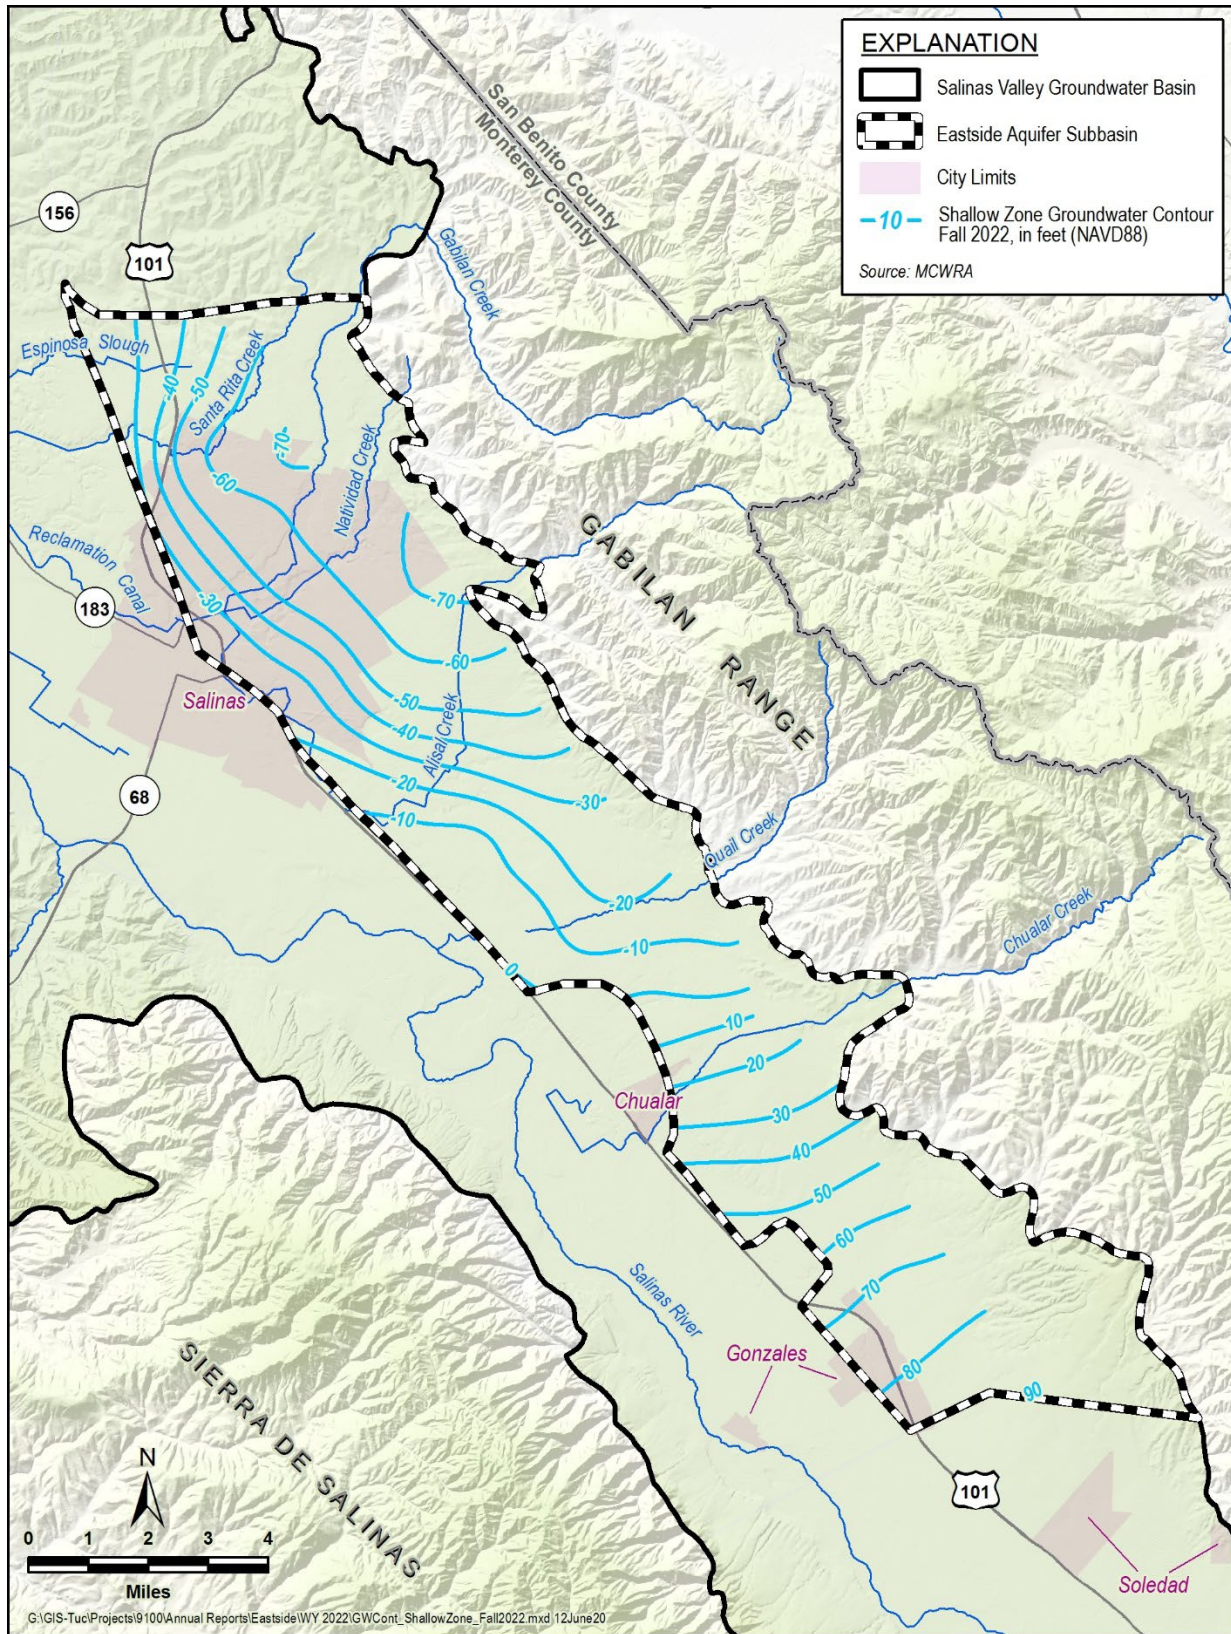 EXPLANATION
Salinas Valley Groundwater Basin
Eastside Aquifer Subbasin
City Limits
-10-
Shallow Zone Groundwater Contour
Fall 2022, in feet (NAVD88)
Source: MCWRA
San Benito County
Monterey County
156
101
Gabilan Creek
Espinosa Slough
-40
-50
Santa Rita Creek
-70-
-60
Natividad Creek
GABILAN
RANGE
Reclamation Canal
183
-30
-70
-60
Salinas
-50
-40
Alisal Creek
-20
-30
68
-10
Quail Creek
-20
Chualar Creek
-10
0
10
20
Chualar
30
40
50
60
Salinas River
70
Gonzales
80
90
SIERRA DE SALINAS
101
Soledad
N
0 1 2 3 4
Miles
G:\GIS-Tuc\Projects\9100\Annual Reports\Eastside\WY 2022\GWCont_ShallowZone_Fall2022.mxd 12June20